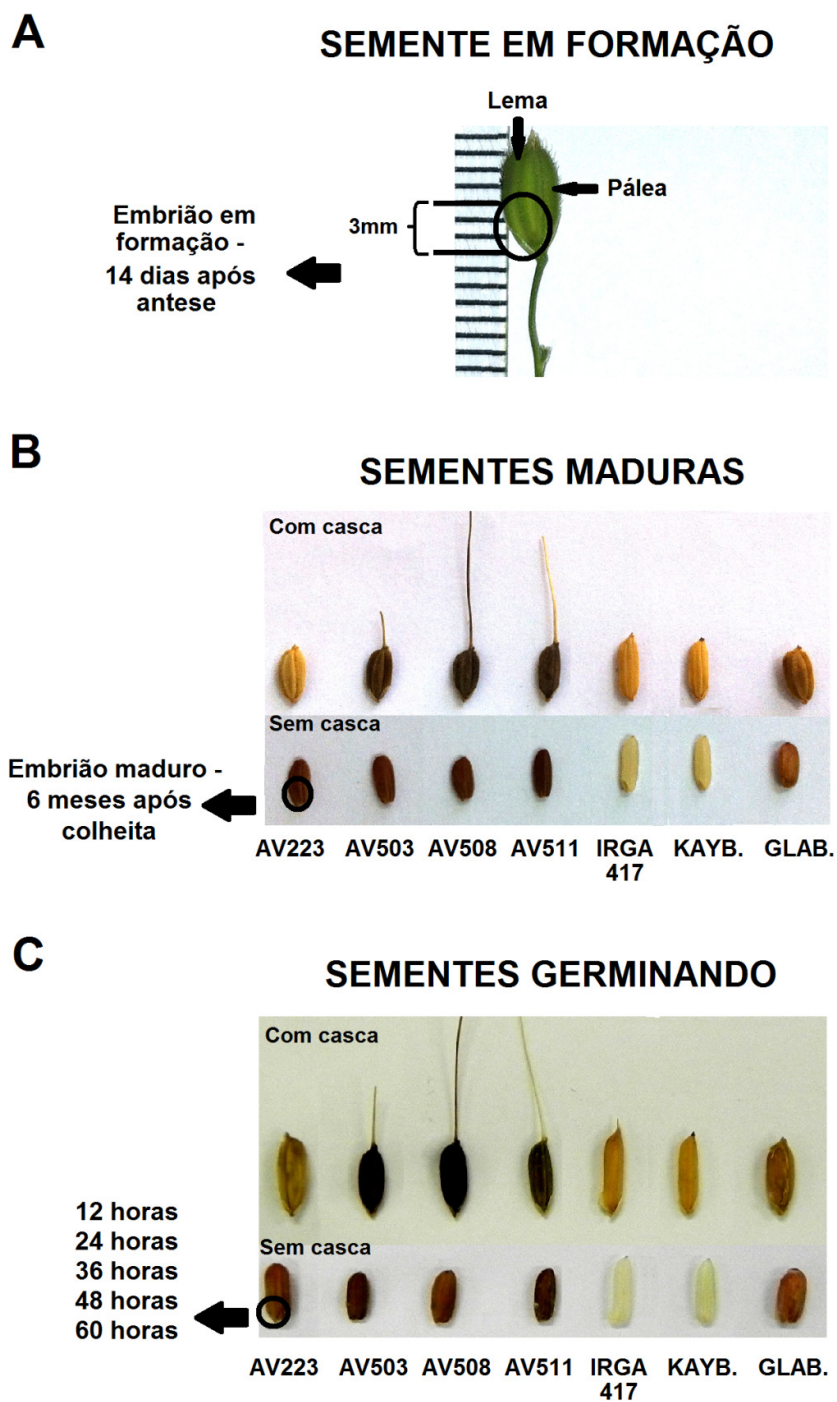 A
SEMENTE EM FORMAÇÃO
Lema
Pálea
3mm
Embrião em
formação -
14 dias após
antese
B
SEMENTES MADURAS
Com casca
Sem casca
Embrião maduro -
6 meses após
colheita
AV223 AV503 AV508 AV511 IRGA 417 KAYB. GLAB.
C
SEMENTES GERMINANDO
Com casca
12 horas
24 horas
36 horas
48 horas
60 horas
Sem casca
AV223 AV503 AV508 AV511 IRGA 417 KAYB. GLAB.